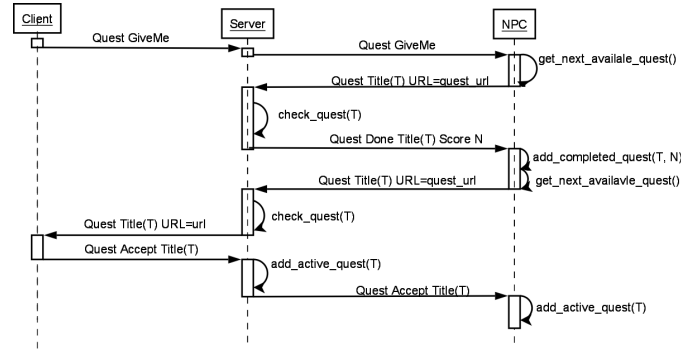 Client
Server
NPC
Quest GiveMe
Quest GiveMe
get_next_availale_quest()
Quest Title(T) URL=quest_url
check_quest(T)
Quest Done Title(T) Score N
add_completed_quest(T, N)
Quest Title(T) URL=quest_url
get_next_availavle_quest()
check_quest(T)
Quest Title(T) URL=url
Quest Accept Title(T)
add_active_quest(T)
Quest Accept Title(T)
add_active_quest(T)